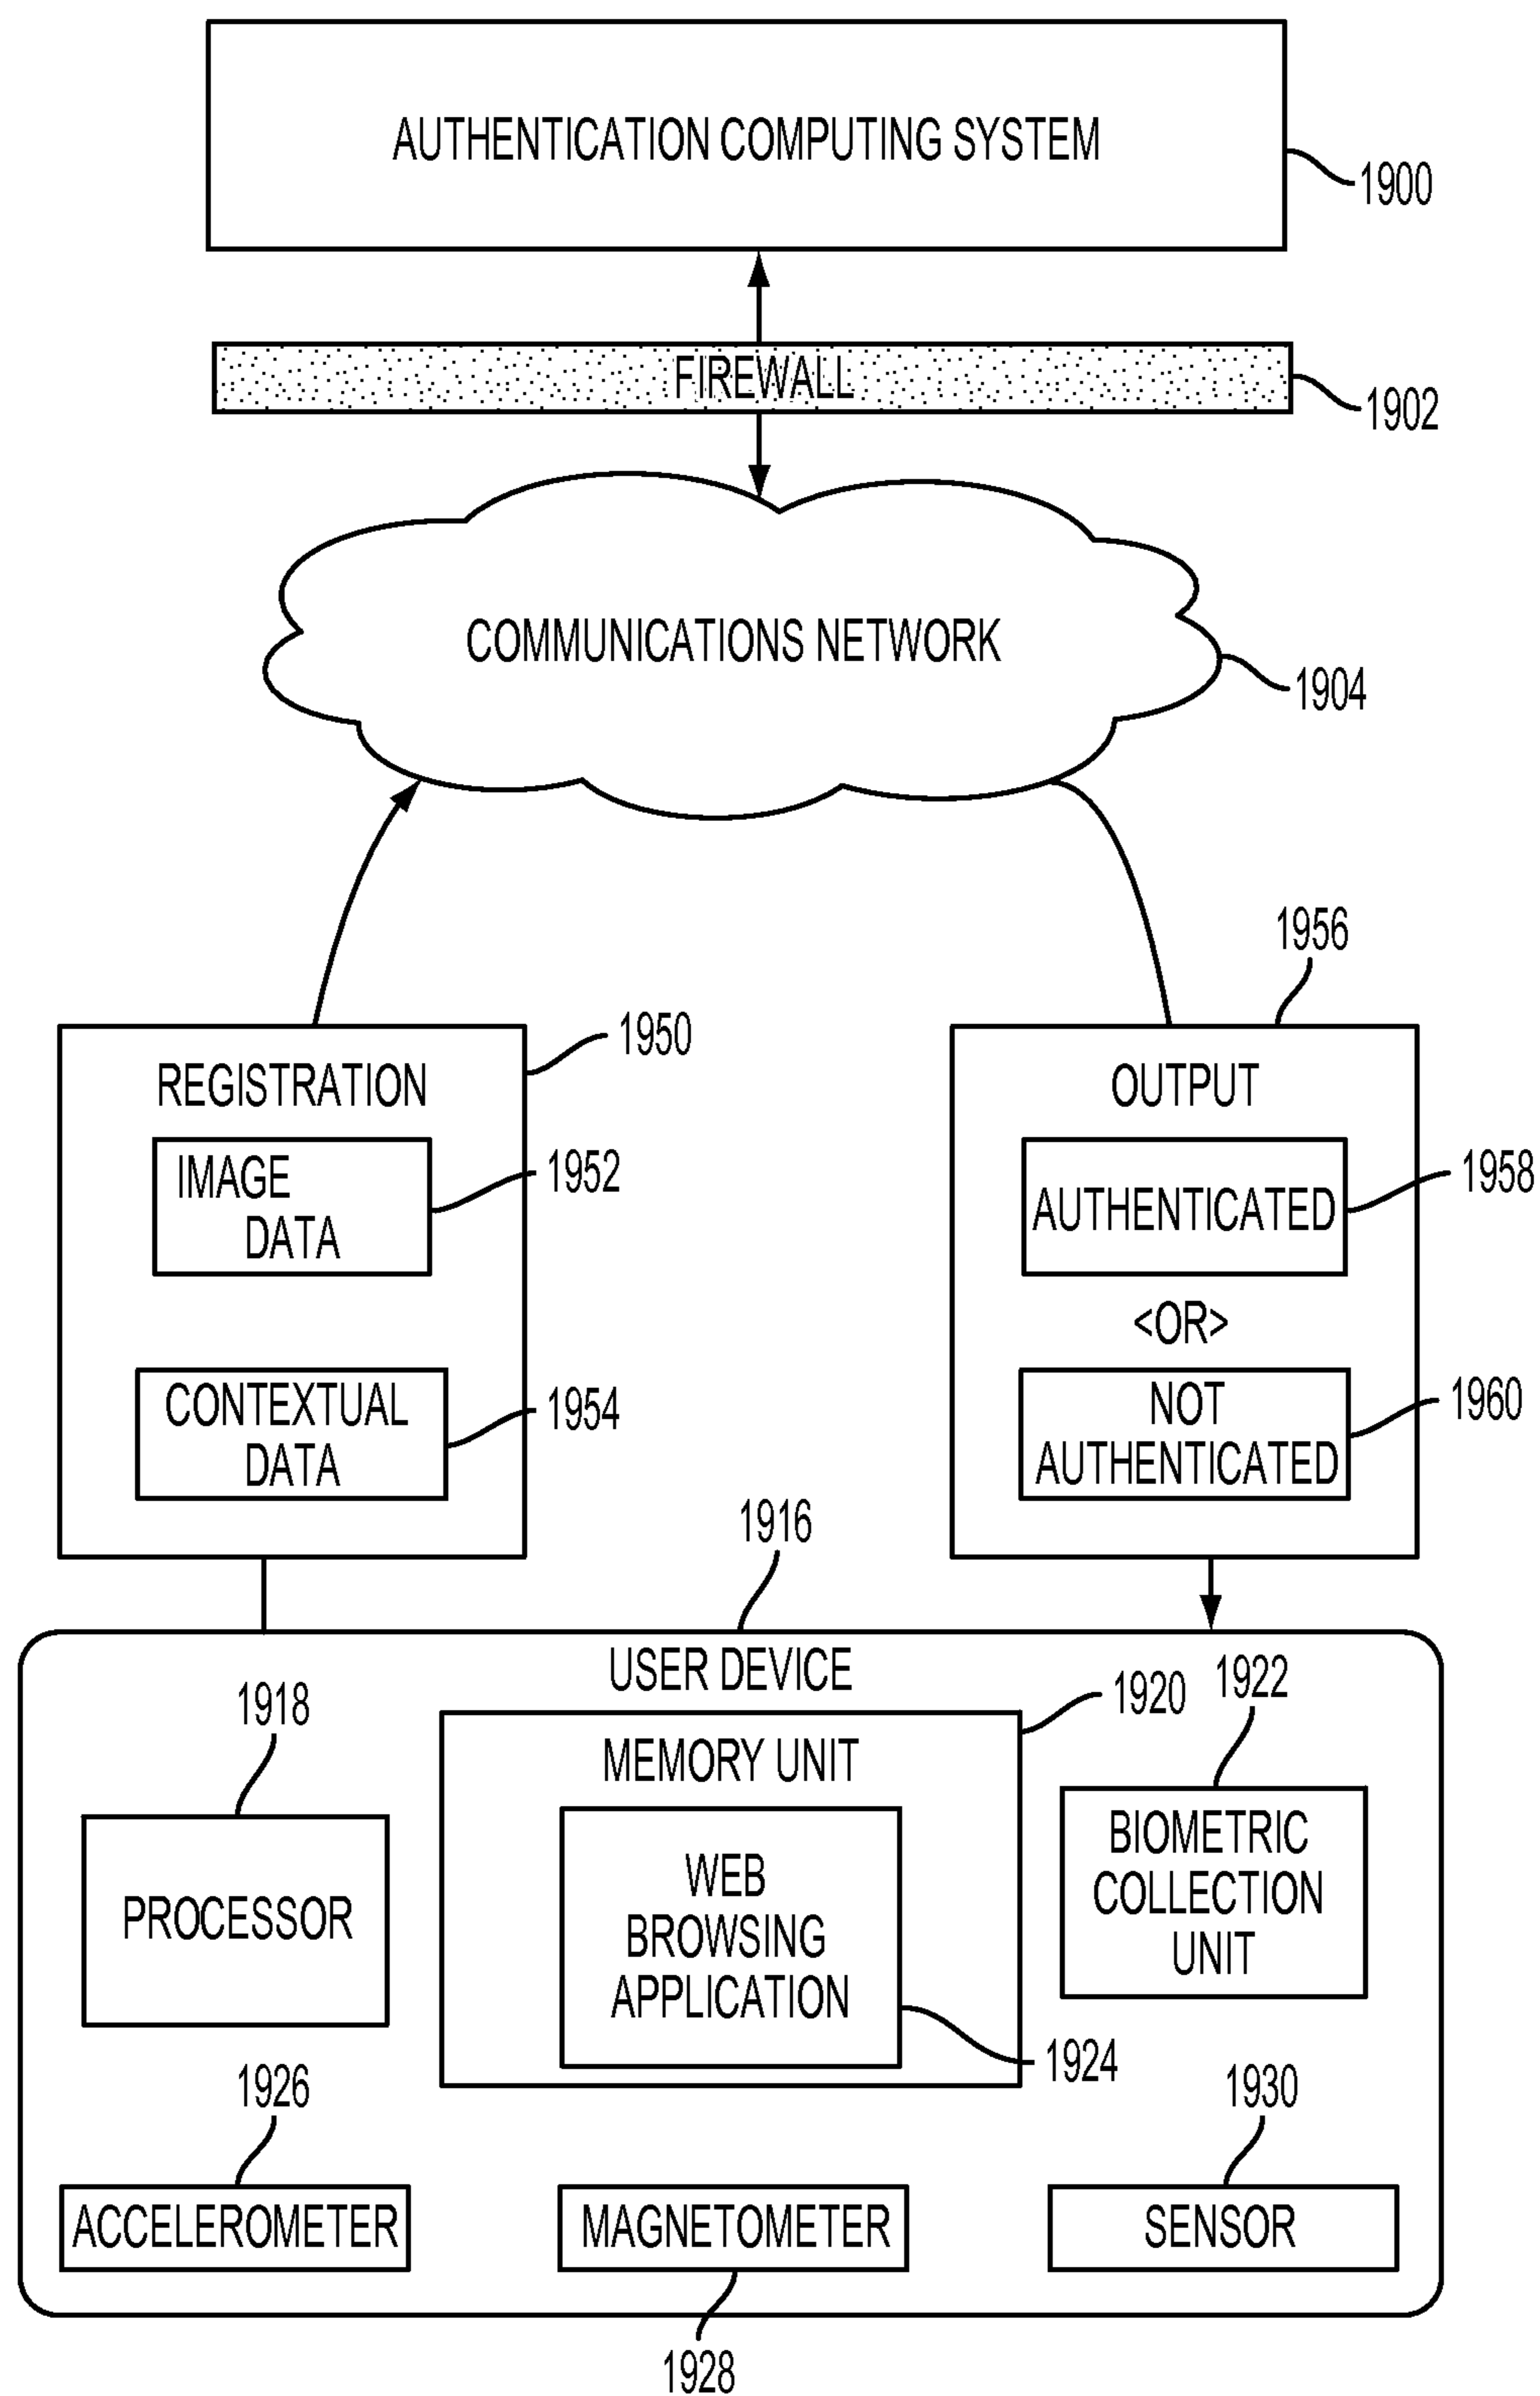 AUTHENTICATION COMPUTING SYSTEM
1900
FIREWALL
1902
COMMUNICATIONS NETWORK
1904
1956
1950
REGISTRATION
IMAGE
DATA
1952
CONTEXTUAL
DATA
1954
OUTPUT
AUTHENTICATED
1958
<OR>
NOT
AUTHENTICATED
1960
1916
USER DEVICE
1918
PROCESSOR
1920
MEMORY UNIT
WEB
BROWSING
APPLICATION
1924
1922
BIOMETRIC
COLLECTION
UNIT
1926
ACCELEROMETER
MAGNETOMETER
1928
1930
SENSOR